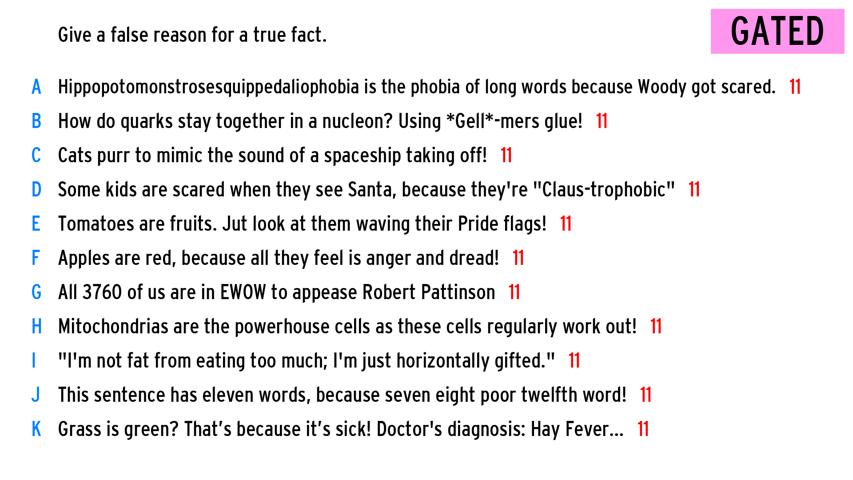 Give a false reason for a true fact.
GATED
A Hippopotomonstrosesquippedaliophobia is the phobia of long words because Woody got scared. 11
B How do quarks stay together in a nucleon? Using *Gell*-mers glue! 11
C Cats purr to mimic the sound of a spaceship taking off! 11
D Some kids are scared when they see Santa, because they're "Claus-trophobic" 11
E Tomatoes are fruits. Jut look at them waving their Pride flags! 11
F Apples are red, because all they feel is anger and dread! 11
G All 3760 of us are in EWOW to appease Robert Pattinson 11
H Mitochondrias are the powerhouse cells as these cells regularly work out! 11
I "I'm not fat from eating too much; I'm just horizontally gifted." 11
J This sentence has eleven words, because seven eight poor twelfth word! 11
K Grass is green? That’s because it’s sick! Doctor's diagnosis: Hay Fever... 11